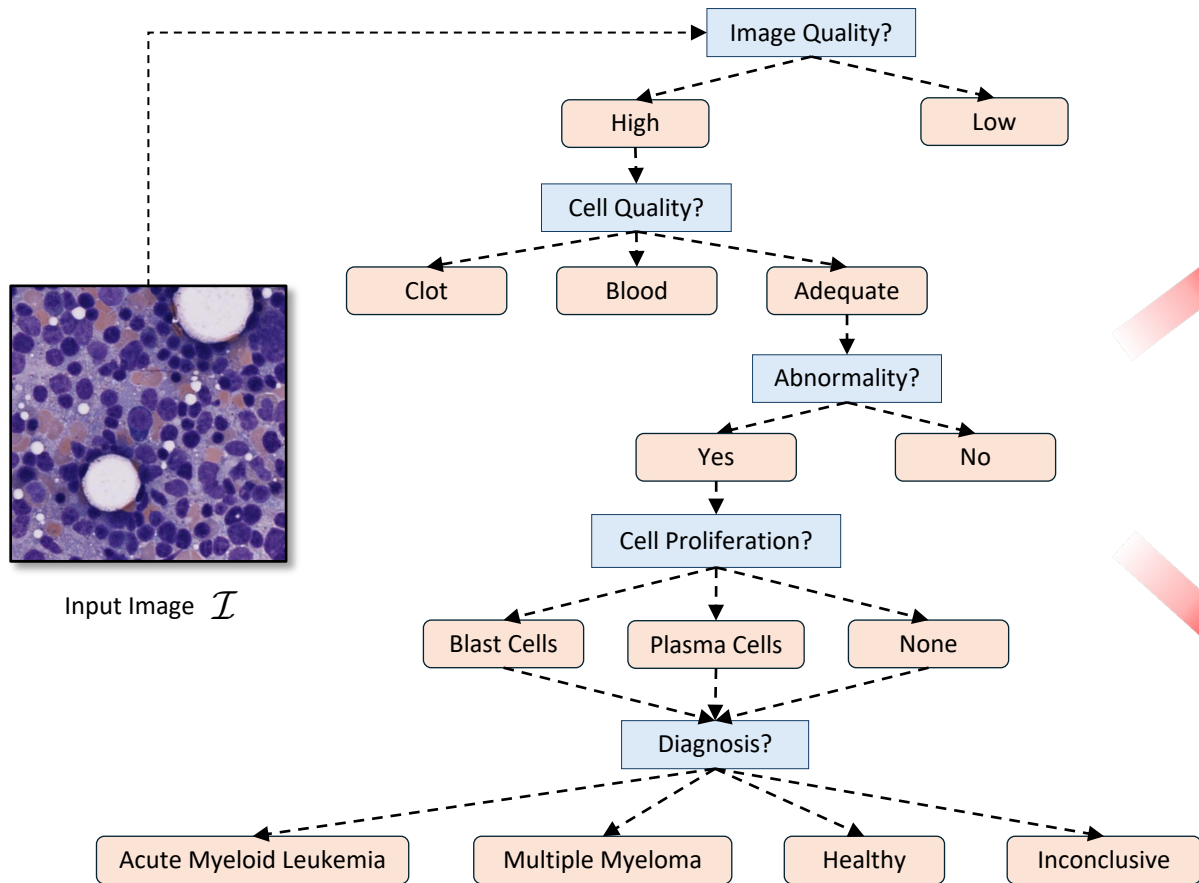 Image Quality?
High
Low
Cell Quality?
Clot
Blood
Adequate
Abnormality?
Yes
No
Cell Proliferation?
Input Image ℐ
Blast Cells
Plasma Cells
None
Diagnosis?
Acute Myeloid Leukemia
Multiple Myeloma
Healthy
Inconclusive